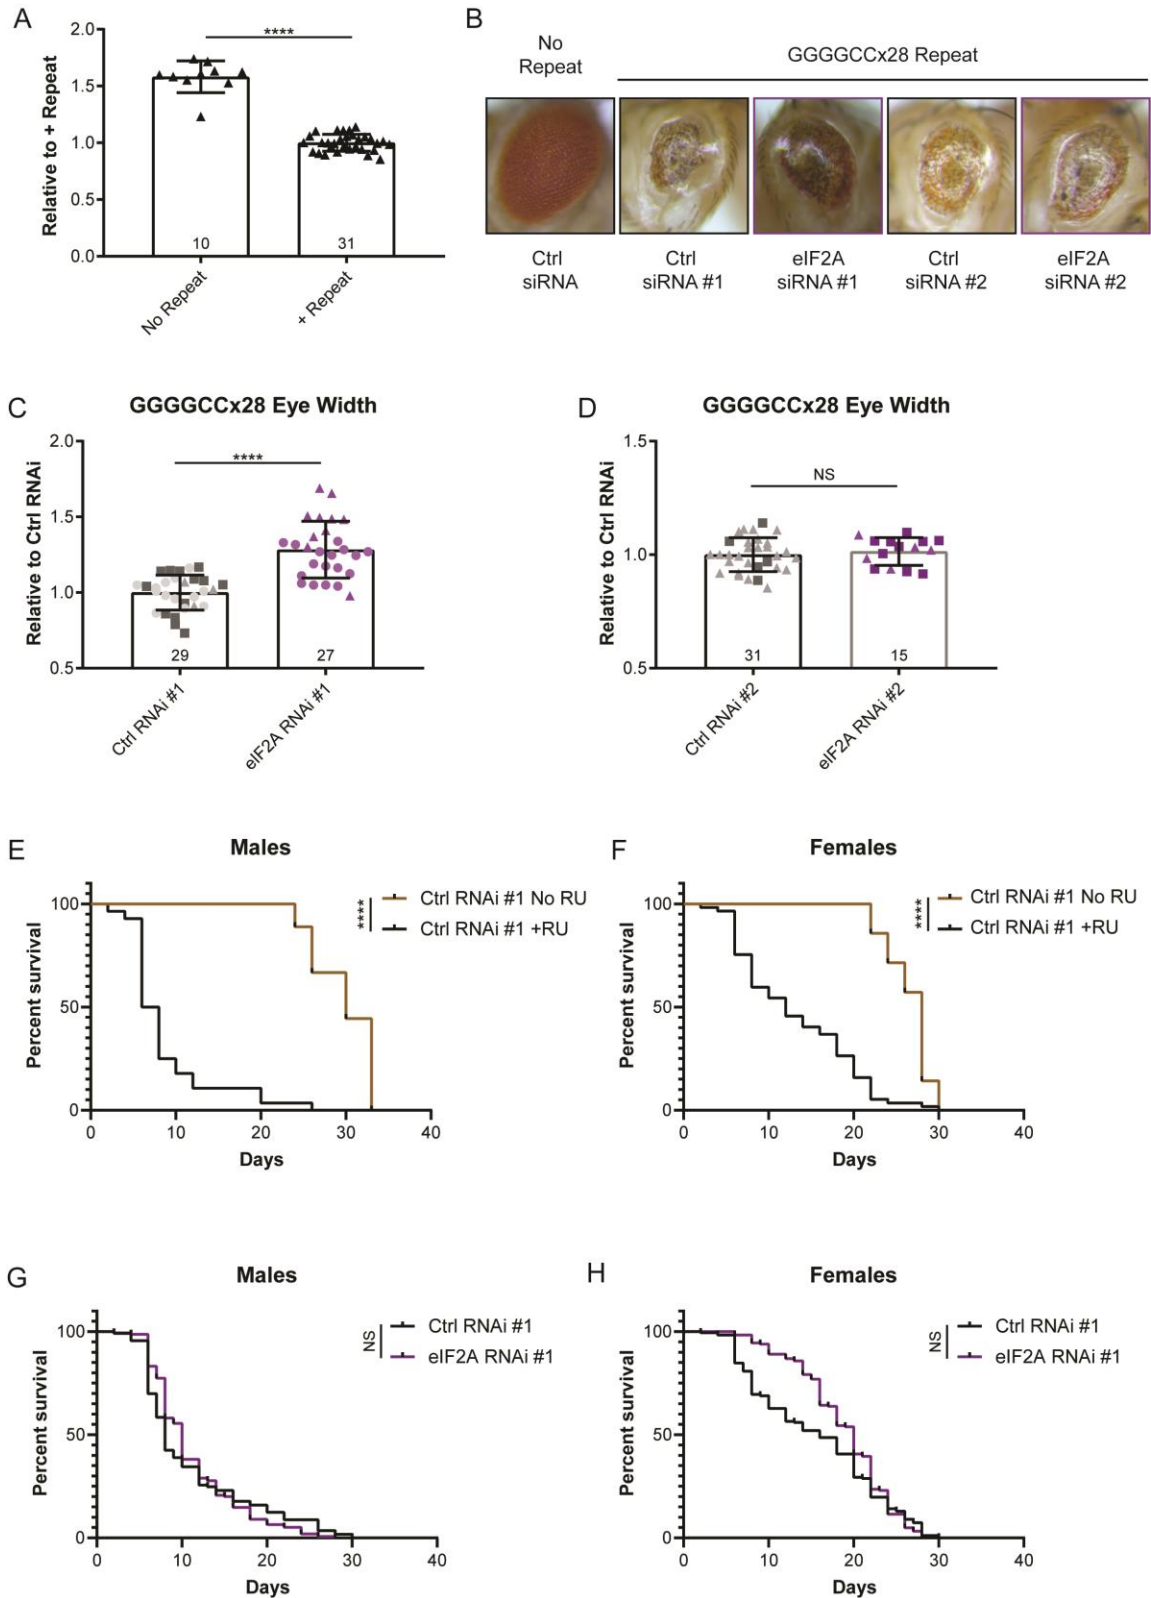 A
2.0
1.5
1.0
0.5
0.0
Relative to + Repeat
****
10
31
No Repeat
+ Repeat
B
No
Repeat
GGGGCCx28 Repeat
Ctrl
siRNA
Ctrl
siRNA #1
eIF2A
siRNA #1
Ctrl
siRNA #2
eIF2A
siRNA #2
C
GGGGCCx28 Eye Width
2.0
1.5
1.0
0.5
Relative to Ctrl RNAi
****
29
27
Ctrl RNAi #1
eIF2A RNAi #1
D
GGGGCCx28 Eye Width
1.5
1.0
0.5
Relative to Ctrl RNAi
NS
31
15
Ctrl RNAi #2
eIF2A RNAi #2
E
Males
100
50
0
Percent survival
0 10 20 30 40
Days
****
Ctrl RNAi #1 No RU
Ctrl RNAi #1 +RU
F
Females
100
50
0
Percent survival
0 10 20 30 40
Days
****
Ctrl RNAi #1 No RU
Ctrl RNAi #1 +RU
G
Males
100
50
0
Percent survival
0 10 20 30 40
Days
NS
Ctrl RNAi #1
eIF2A RNAi #1
H
Females
100
50
0
Percent survival
0 10 20 30 40
Days
NS
Ctrl RNAi #1
eIF2A RNAi #1